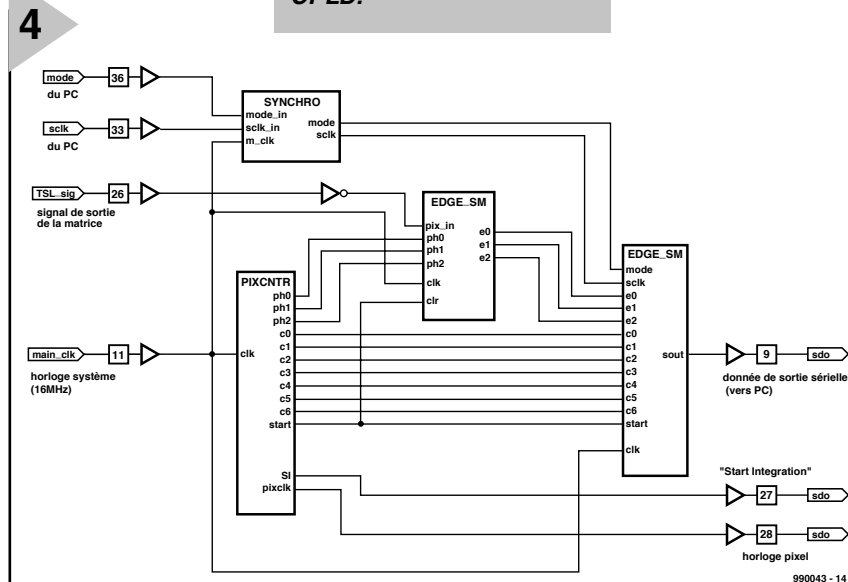 4
OPLD.
mode
36
du PC
sclk
33
du PC
SYNCHRO
mode_in
sclk_in
m_clk
mode
sclk
TSL_sig
26
signal de sortie
de la matrice
EDGE_SM
pix_in
ph0
ph1
ph2
clk
clr
e0
e1
e2
PIXCNTR
clk
ph0
ph1
ph2
c0
c1
c2
c3
c4
c5
c6
start
SI
pixclk
main_clk
11
horloge système
(16MHz)
EDGE_SM
mode
sclk
e0
e1
e2
c0
c1
c2
c3
c4
c5
c6
start
clk
sout
9
sdo
donnée de sortie sérielle
(vers PC)
"Start Integration"
27
sdo
28
sdo
horloge pixel
990043 - 14